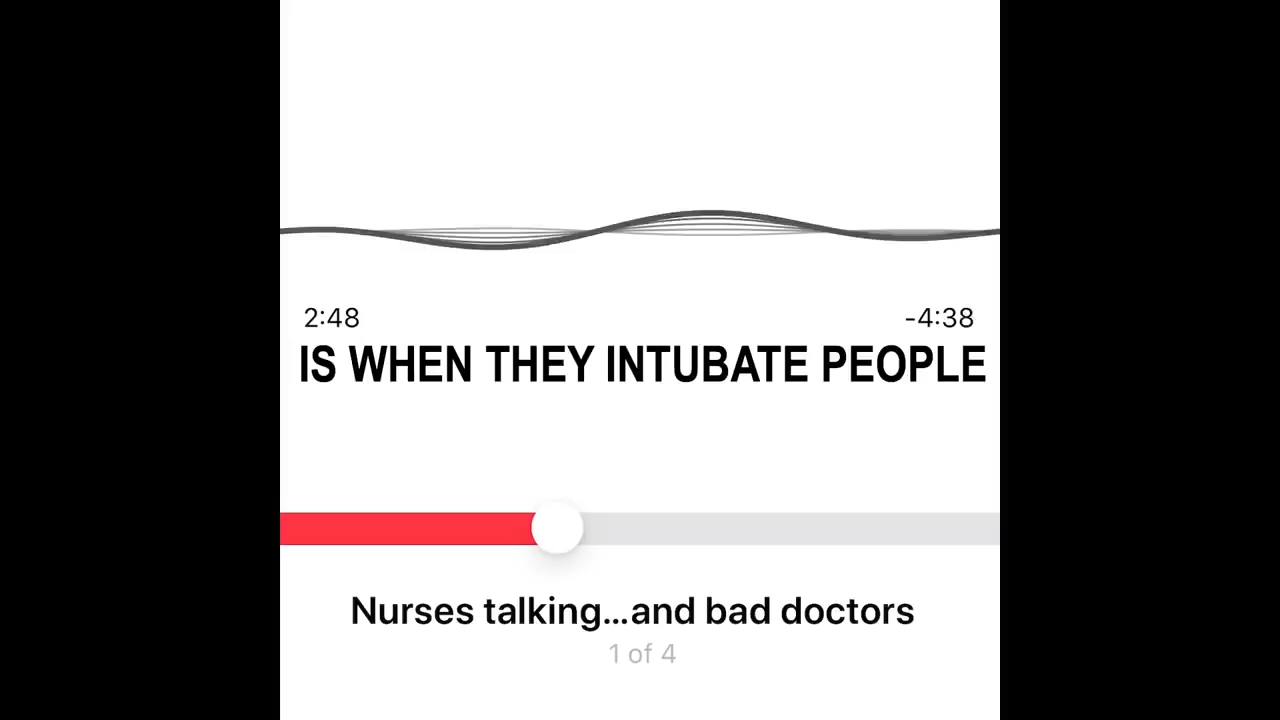 2:48 -4:38
IS WHEN THEY INTUBATE PEOPLE
Nurses talking...and bad doctors
1 of 4